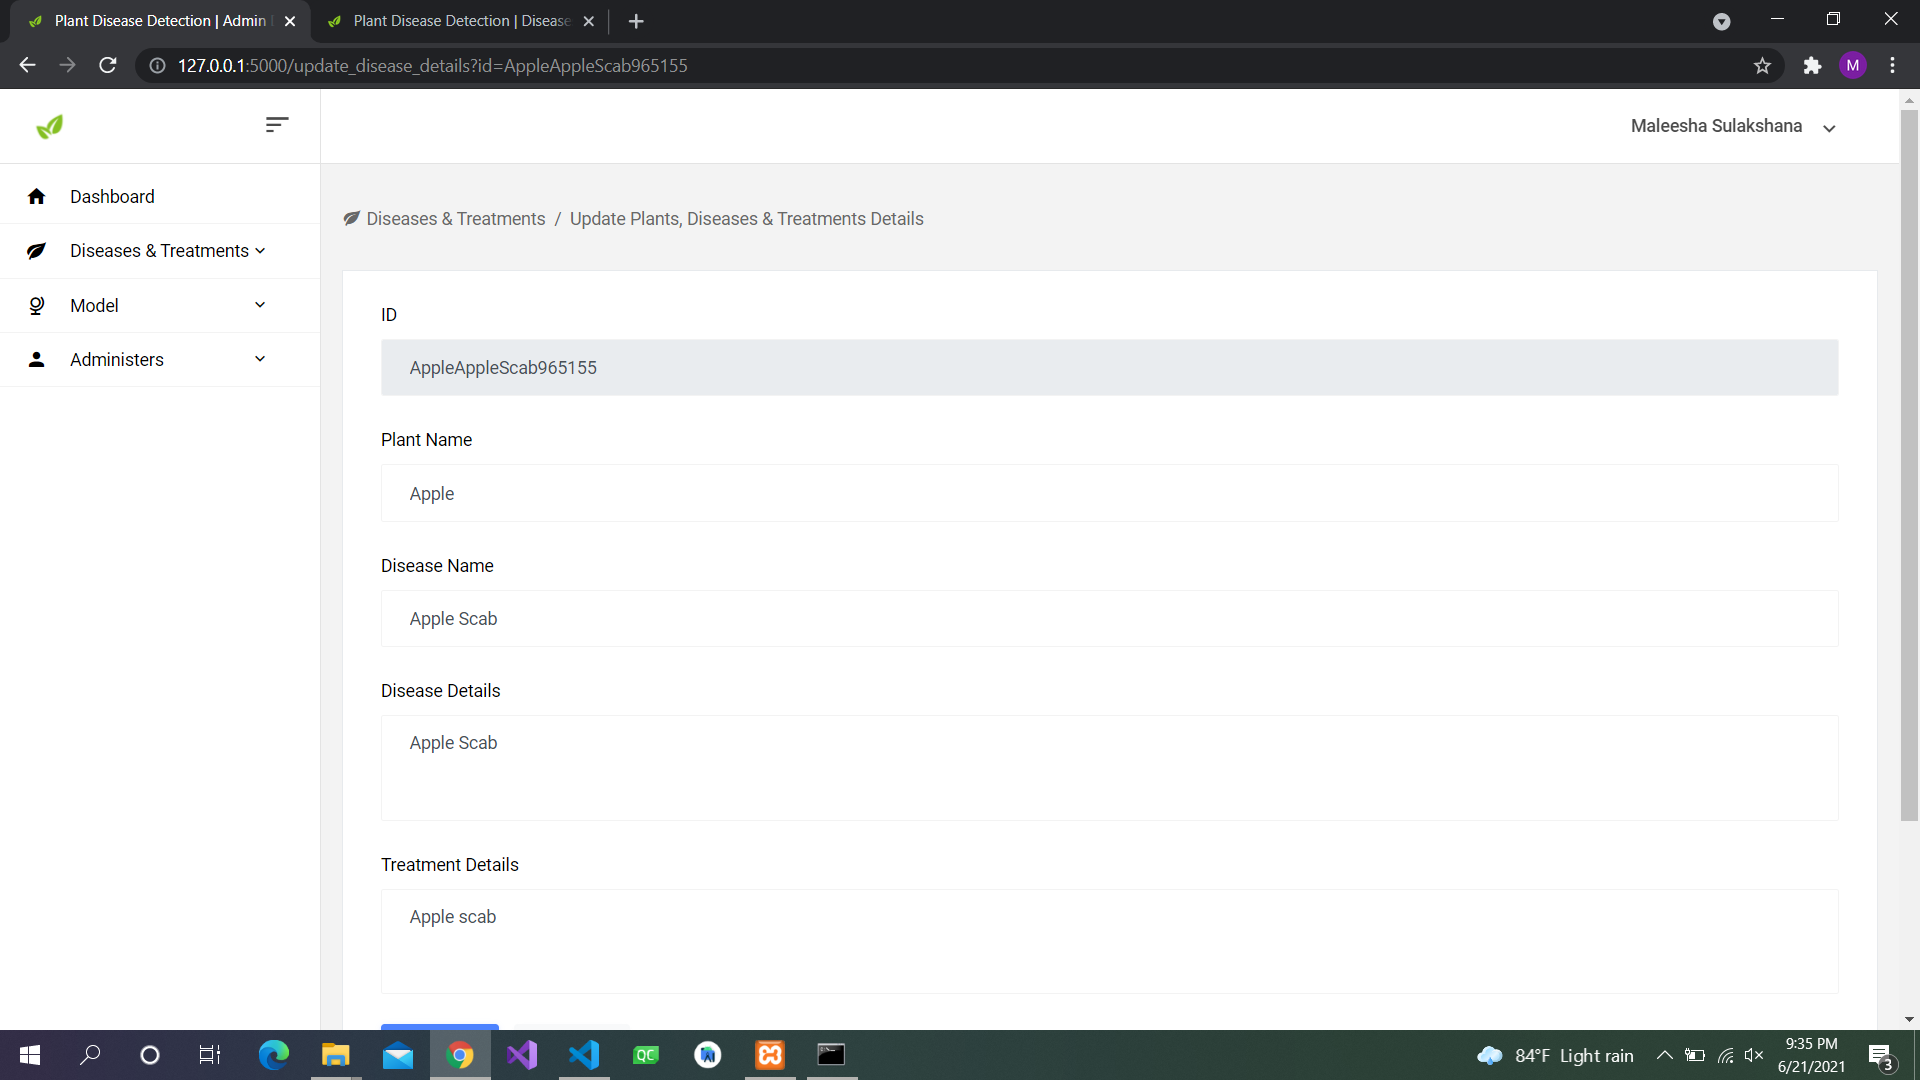 Plant Disease Detection | Admin
Plant Disease Detection | Disease
127.0.0.1:5000/update_disease_details?id=AppleAppleScab965155
M
Maleesha Sulakshana
Dashboard
Diseases & Treatments
Model
Administers
Diseases & Treatments / Update Plants, Diseases & Treatments Details
ID
AppleAppleScab965155
Plant Name
Apple
Disease Name
Apple Scab
Disease Details
Apple Scab
Treatment Details
Apple scab
QC
84°F Light rain
9:35 PM
6/21/2021
3